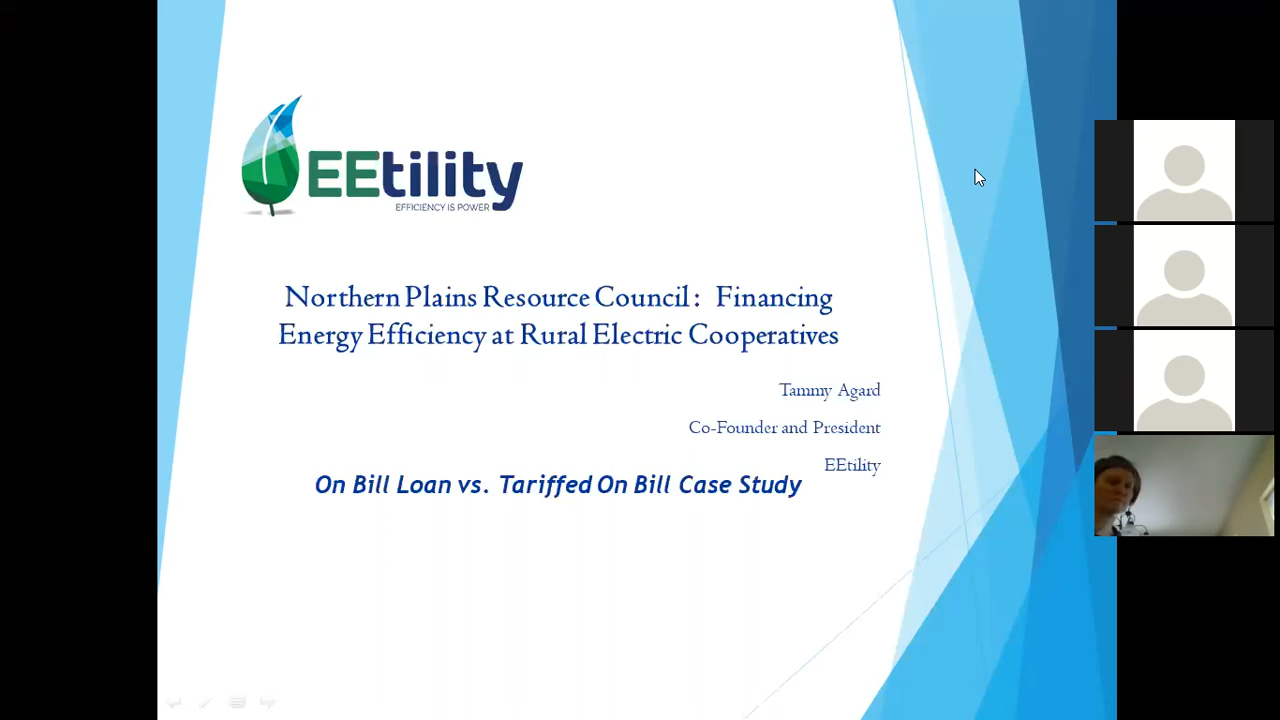 EEtility
EFFICIENCY IS POWER
Northern Plains Resource Council: Financing
Energy Efficiency at Rural Electric Cooperatives
Tammy Agard
Co-Founder and President
EEtility
On Bill Loan vs. Tariffed On Bill Case Study